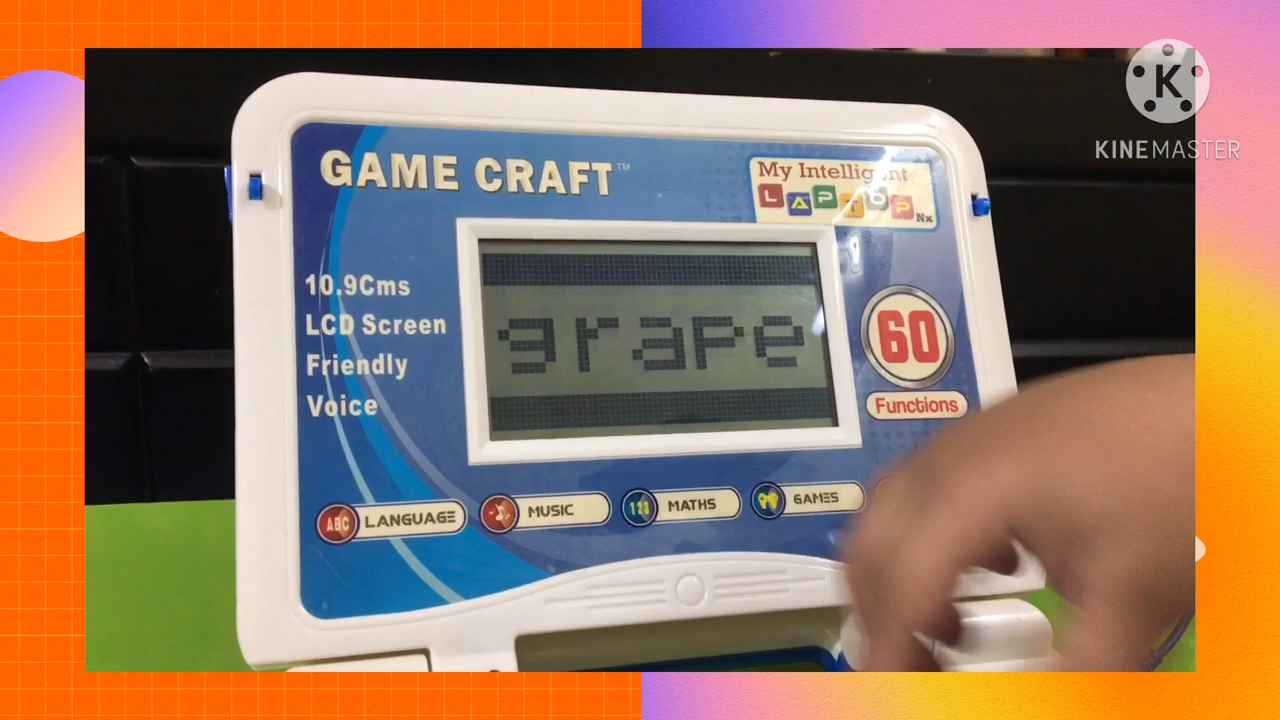 K
KINEMASTER
GAME CRAFT™
My Intelligent
LAPTOP Nx
10.9Cms
LCD Screen
Friendly
Voice
grape
60
Functions
ABC LANGUAGE
MUSIC
123 MATHS
GAMES